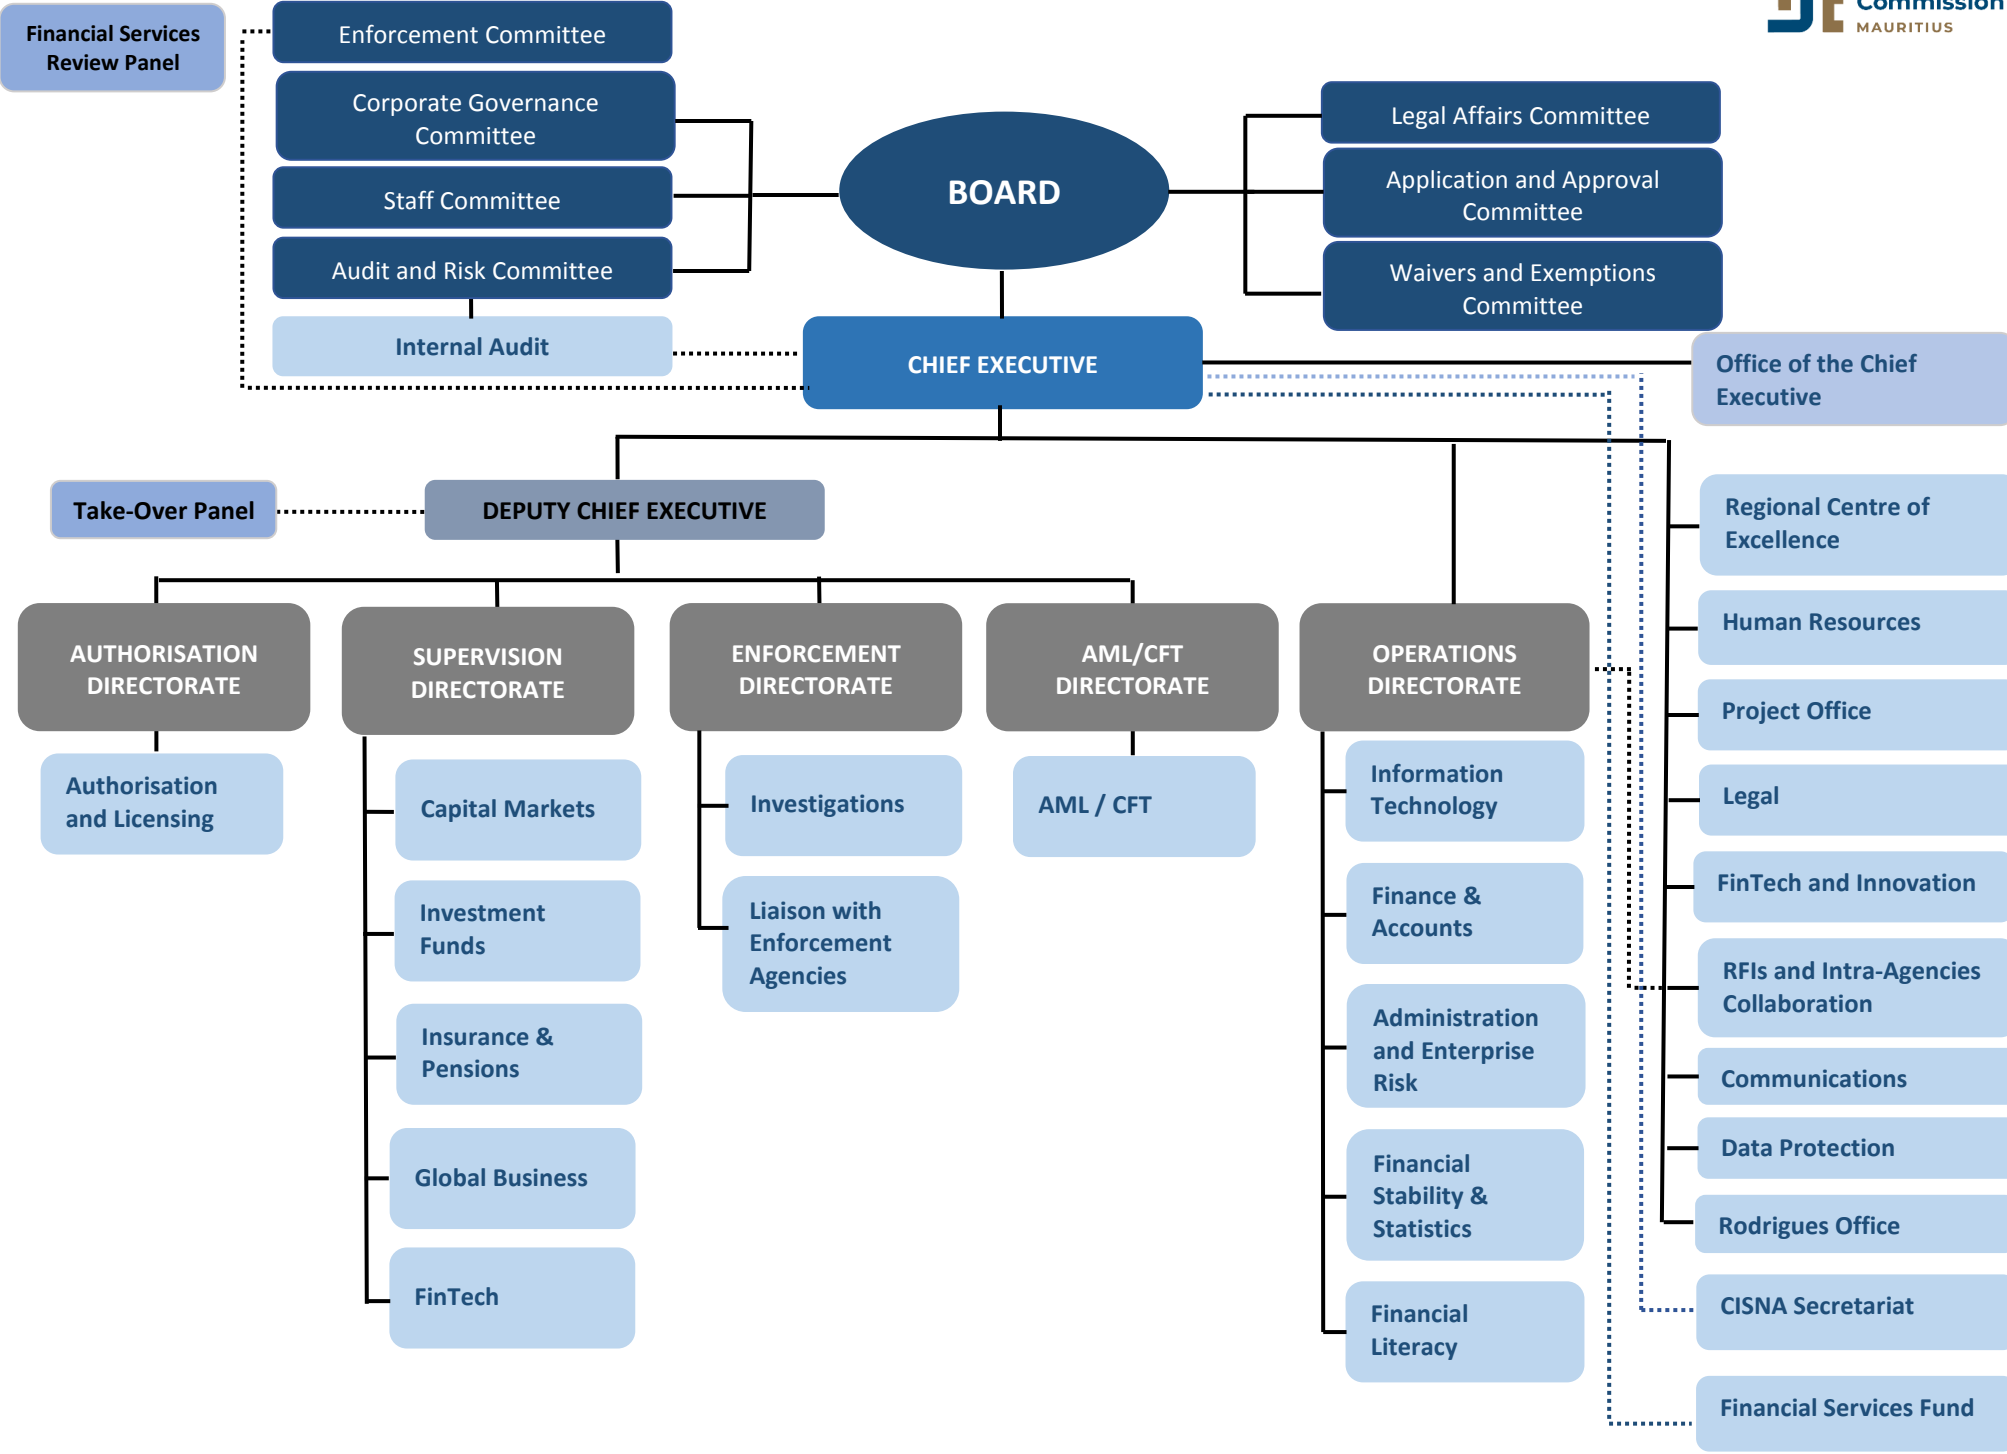 Financial Services
Review Panel
Enforcement Committee
Commission
MAURITIUS
Corporate Governance
Committee
Staff Committee
Audit and Risk Committee
Internal Audit
BOARD
Legal Affairs Committee
Application and Approval
Committee
Waivers and Exemptions
Committee
CHIEF EXECUTIVE
Office of the Chief
Executive
Take-Over Panel
DEPUTY CHIEF EXECUTIVE
AUTHORISATION
DIRECTORATE
Authorisation
and Licensing
SUPERVISION
DIRECTORATE
Capital Markets
Investment
Funds
Insurance &
Pensions
Global Business
FinTech
ENFORCEMENT
DIRECTORATE
Investigations
Liaison with
Enforcement
Agencies
AML/CFT
DIRECTORATE
AML / CFT
OPERATIONS
DIRECTORATE
Information
Technology
Finance &
Accounts
Administration
and Enterprise
Risk
Financial
Stability &
Statistics
Financial
Literacy
Regional Centre of
Excellence
Human Resources
Project Office
Legal
FinTech and Innovation
RFIs and Intra-Agencies
Collaboration
Communications
Data Protection
Rodrigues Office
CISNA Secretariat
Financial Services Fund